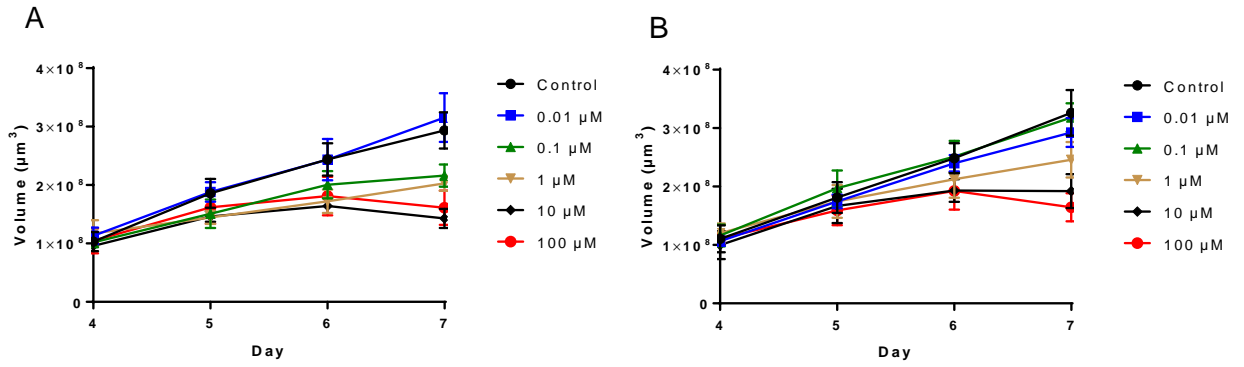 A
4×10⁸
3×10⁸
2×10⁸
1×10⁸
0
Volume (µm³)
4 5 6 7
Day
Control
0.01 µM
0.1 µM
1 µM
10 µM
100 µM
B
4×10⁸
3×10⁸
2×10⁸
1×10⁸
0
Volume (µm³)
4 5 6 7
Day
Control
0.01 µM
0.1 µM
1 µM
10 µM
100 µM